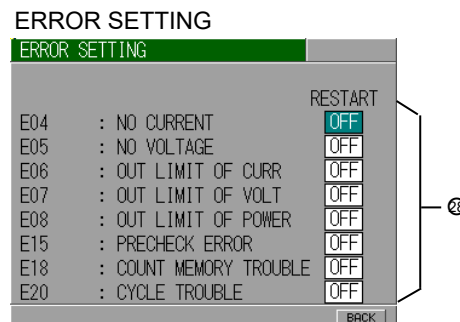 ERROR SETTING
ERROR SETTING
RESTART
E04 : NO CURRENT OFF
E05 : NO VOLTAGE OFF
E06 : OUT LIMIT OF CURR OFF
E07 : OUT LIMIT OF VOLT OFF
E08 : OUT LIMIT OF POWER OFF
E15 : PRECHECK ERROR OFF
E18 : COUNT MEMORY TROUBLE OFF
E20 : CYCLE TROUBLE OFF
BACK